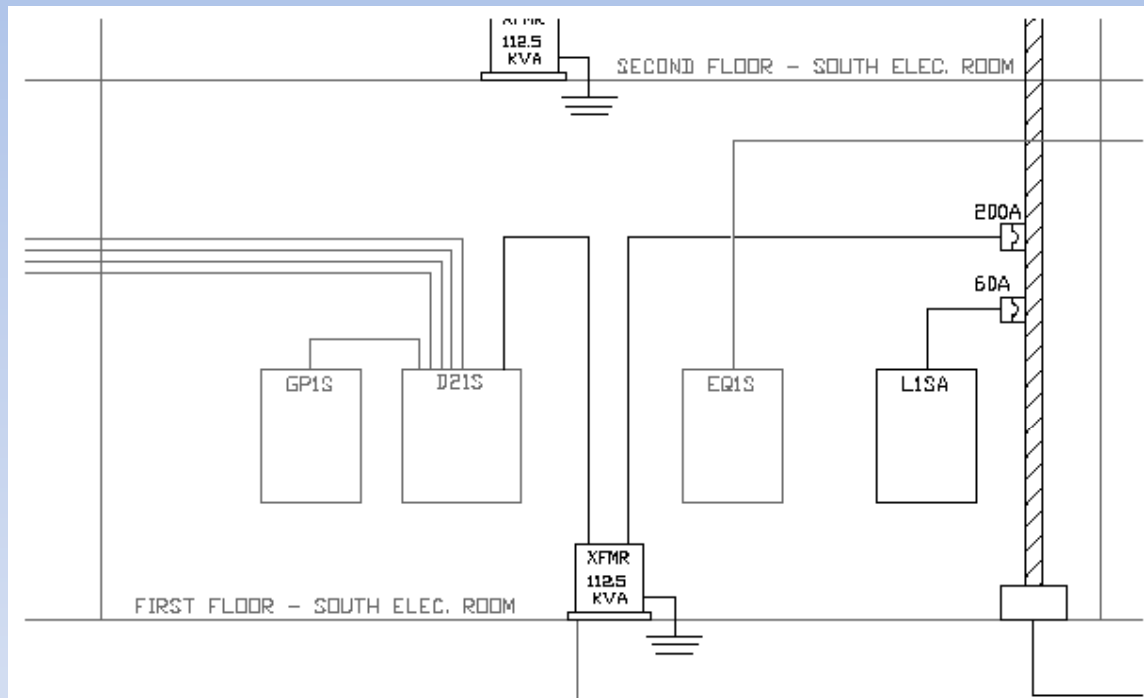 XFMR
112.5
KVA
SECOND FLOOR - SOUTH ELEC. ROOM
200A
60A
GP1S
D21S
EQ1S
L1SA
XFMR
112.5
KVA
FIRST FLOOR - SOUTH ELEC. ROOM